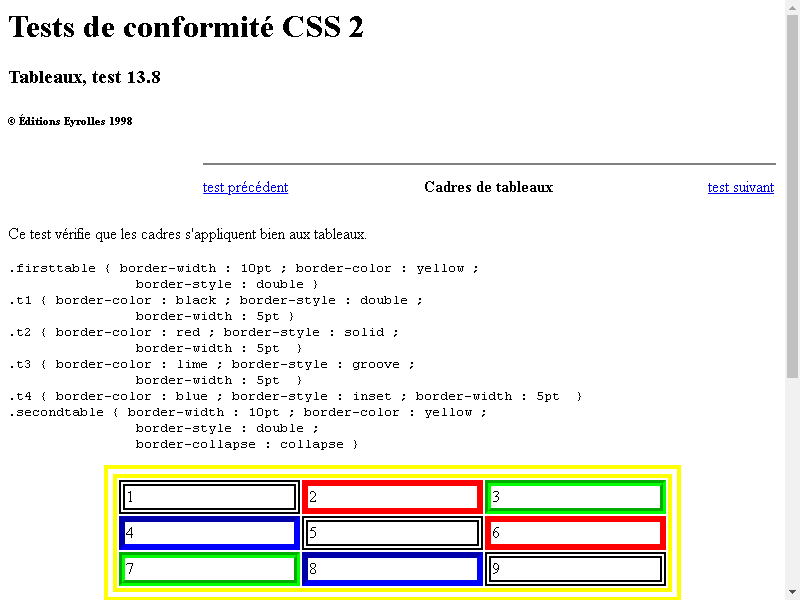 Tests de conformité CSS 2
Tableaux, test 13.8
© Éditions Eyrolles 1998
test précédent Cadres de tableaux test suivant
Ce test vérifie que les cadres s'appliquent bien aux tableaux.
.firsttable { border-width : 10pt ; border-color : yellow ;
border-style : double }
.t1 { border-color : black ; border-style : double ;
border-width : 5pt }
.t2 { border-color : red ; border-style : solid ;
border-width : 5pt  }
.t3 { border-color : lime ; border-style : groove ;
border-width : 5pt  }
.t4 { border-color : blue ; border-style : inset ; border-width : 5pt  }
.secondtable { border-width : 10pt ; border-color : yellow ;
border-style : double ;
border-collapse : collapse }
1 2 3
4 5 6
7 8 9